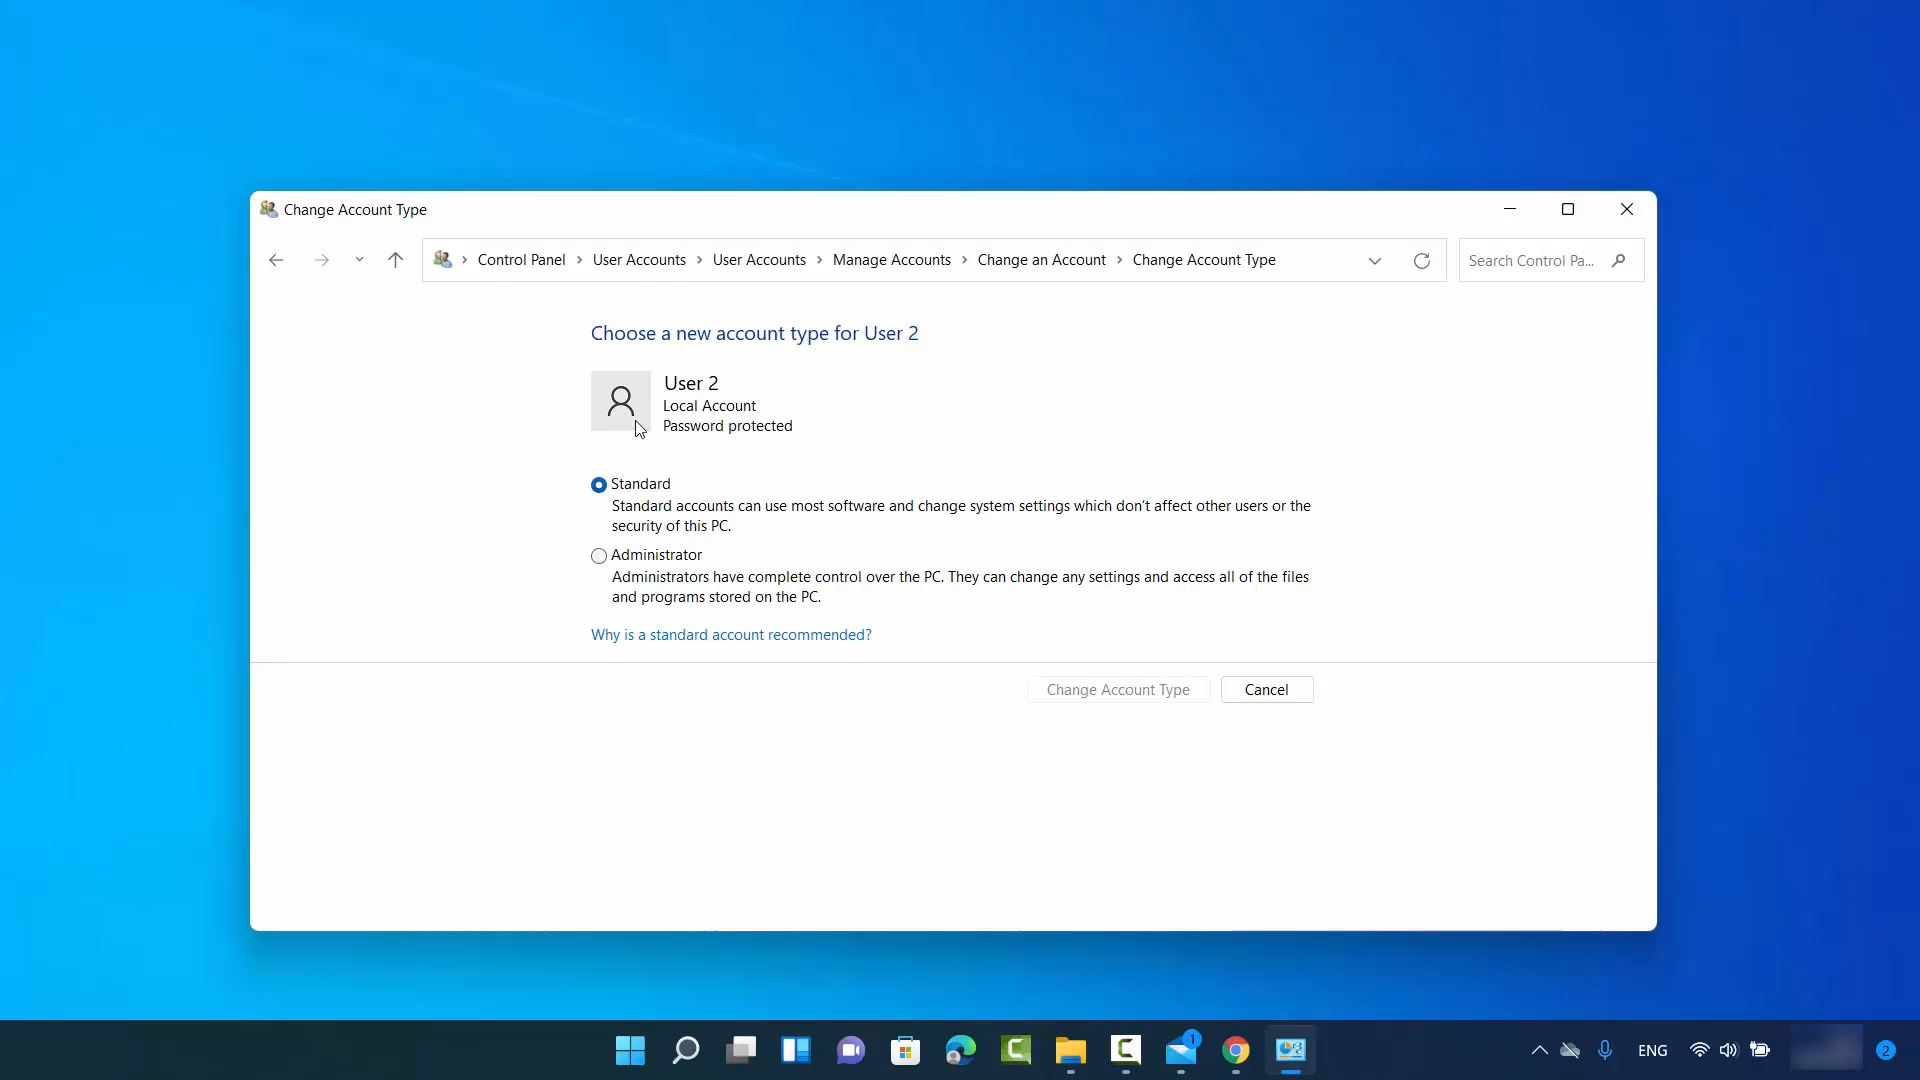 Change Account Type
Control Panel > User Accounts > User Accounts > Manage Accounts > Change an Account > Change Account Type
Search Control Pa...
Choose a new account type for User 2
User 2
Local Account
Password protected
Standard
Standard accounts can use most software and change system settings which don't affect other users or the
security of this PC.
Administrator
Administrators have complete control over the PC. They can change any settings and access all of the files
and programs stored on the PC.
Why is a standard account recommended?
Change Account Type
Cancel
1
ENG
2